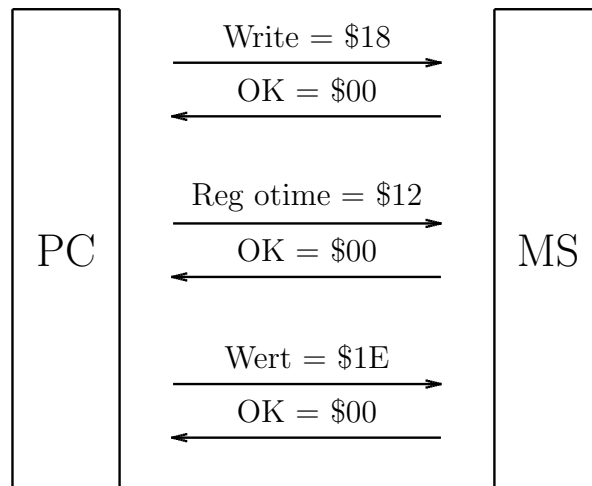 Write = $18
OK = $00
Reg otime = $12
PC
OK = $00
MS
Wert = $1E
OK = $00